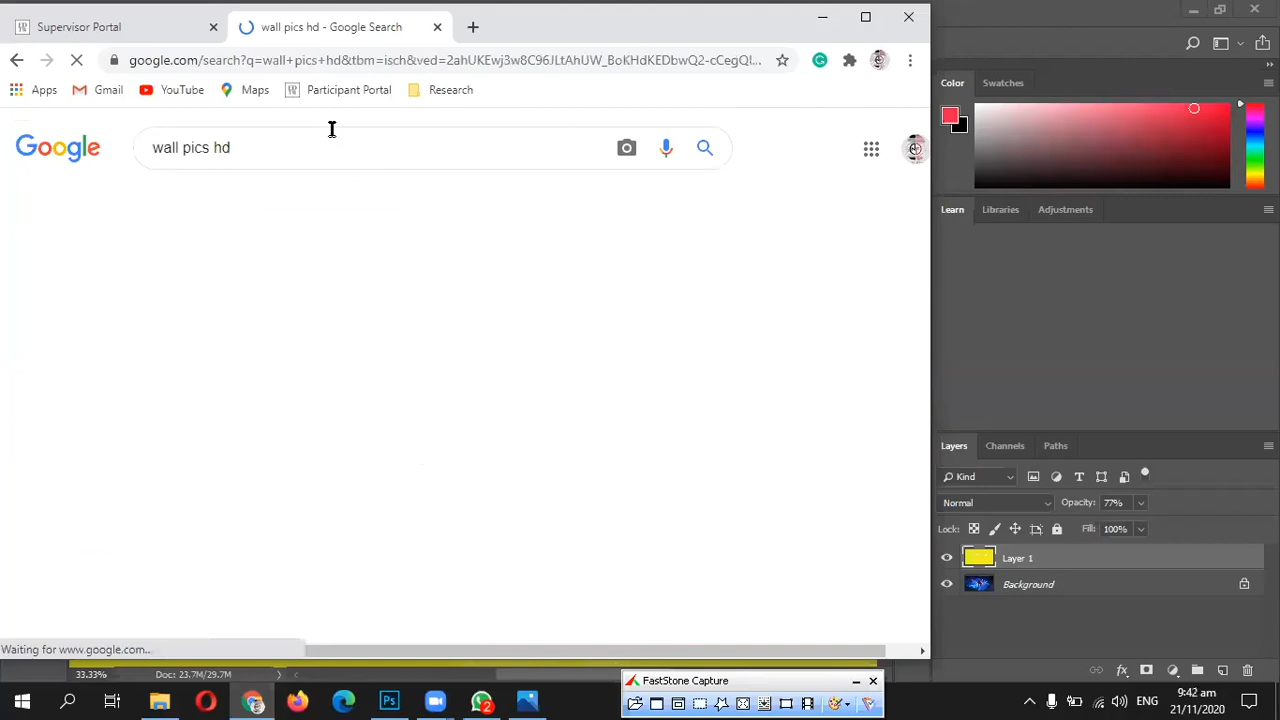 Supervisor Portal
wall pics hd - Google Search
google.com/search?q=wall+pics+hd&tbm=isch&ved=2ahUKEwj3w8C96JLtAhUW_BoKHdKEDbwQ2-cCegQI...
Apps
Gmail
YouTube
Maps
Participant Portal
Research
Google
wall pics hd
Color
Swatches
Learn
Libraries
Adjustments
Layers
Channels
Paths
Kind
Normal
Opacity: 77%
Lock:
Fill: 100%
Layer 1
Background
Waiting for www.google.com...
33.33%
Doc: 23.7M/29.7M
FastStone Capture
Ps
2
ENG
9:42 am
21/11/2020